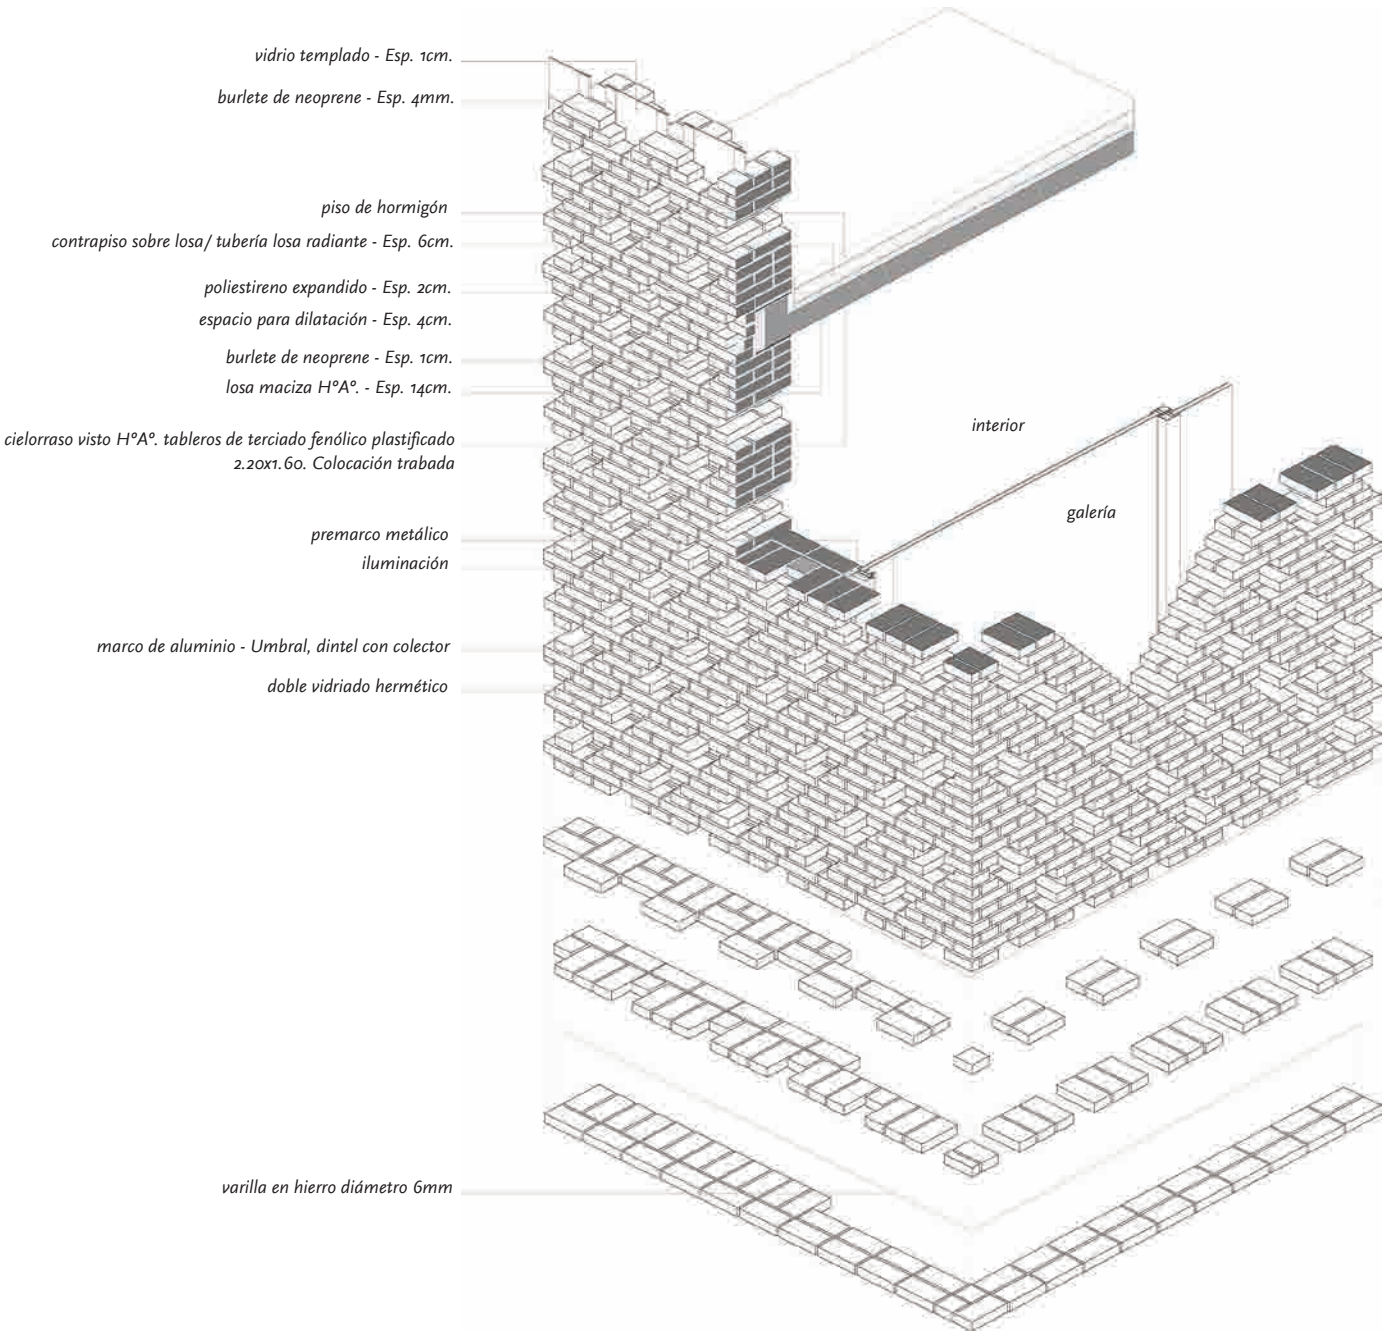 vidrio templado - Esp. 1cm.
burlete de neoprene - Esp. 4mm.
piso de hormigón
contrapiso sobre losa/ tubería losa radiante - Esp. 6cm.
poliestireno expandido - Esp. 2cm.
espacio para dilatación - Esp. 4cm.
burlete de neoprene - Esp. 1cm.
losa maciza HºAº. - Esp. 14cm.
cielorraso visto HºAº. tableros de terciado fenólico plastificado
2.20x1.60. Colocación trabada
interior
galería
premarco metálico
iluminación
marco de aluminio - Umbral, dintel con colector
doble vidriado hermético
varilla en hierro diámetro 6mm